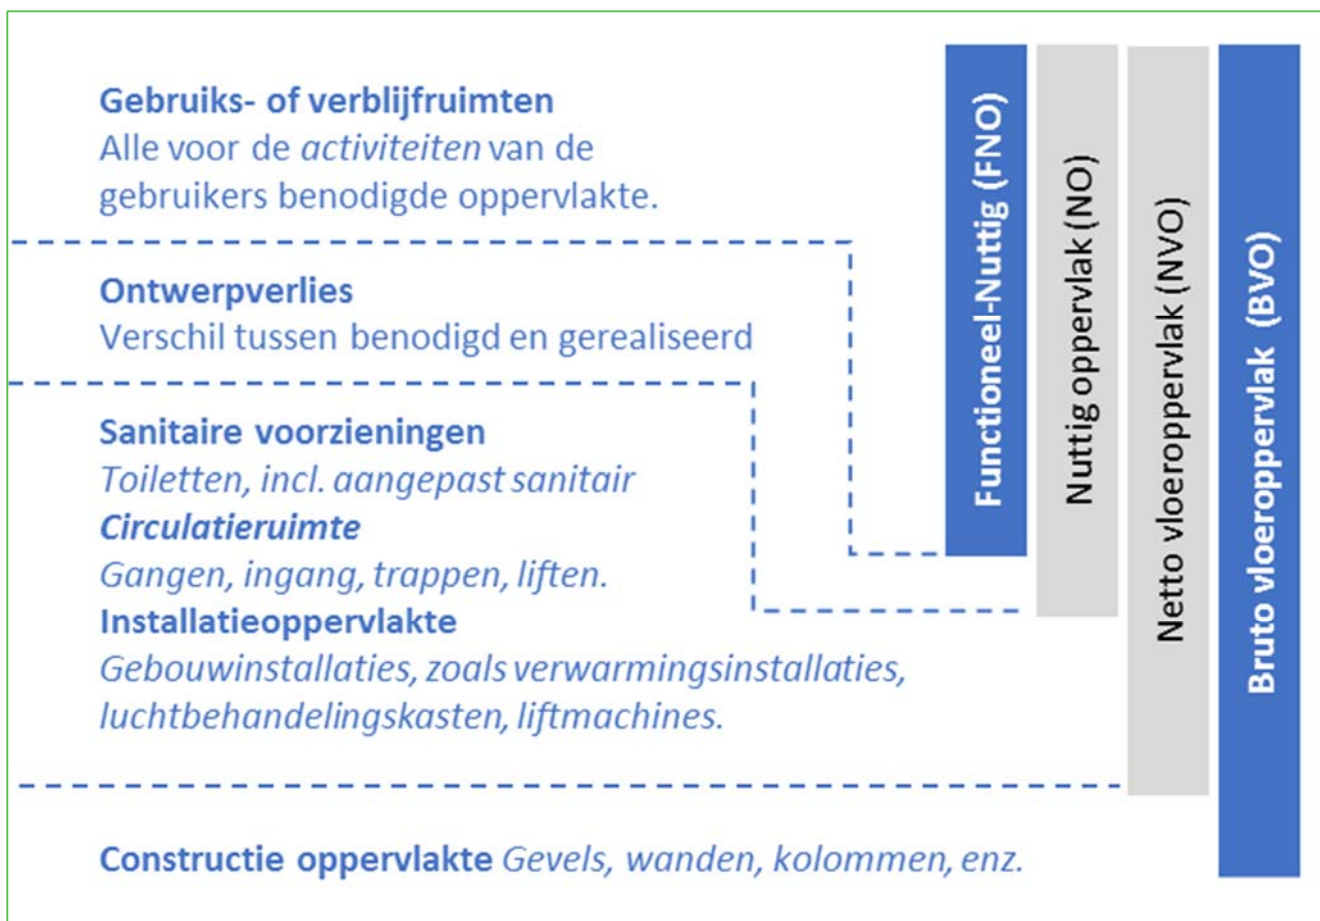 Gebruiks- of verblijfruimten
Alle voor de activiteiten van de
gebruikers benodigde oppervlakte.
Ontwerpverlies
Verschil tussen benodigd en gerealiseerd
Sanitaire voorzieningen
Toiletten, incl. aangepast sanitair
Circulatieruimte
Gangen, ingang, trappen, liften.
Installatieoppervlakte
Gebouwinstallaties, zoals verwarmingsinstallaties,
luchtbehandelingskasten, liftmachines.
Constructie oppervlakte Gevels, wanden, kolommen, enz.
Functioneel-Nuttig (FNO)
Nuttig oppervlak (NO)
Netto vloeroppervlak (NVO)
Bruto vloeroppervlak (BVO)